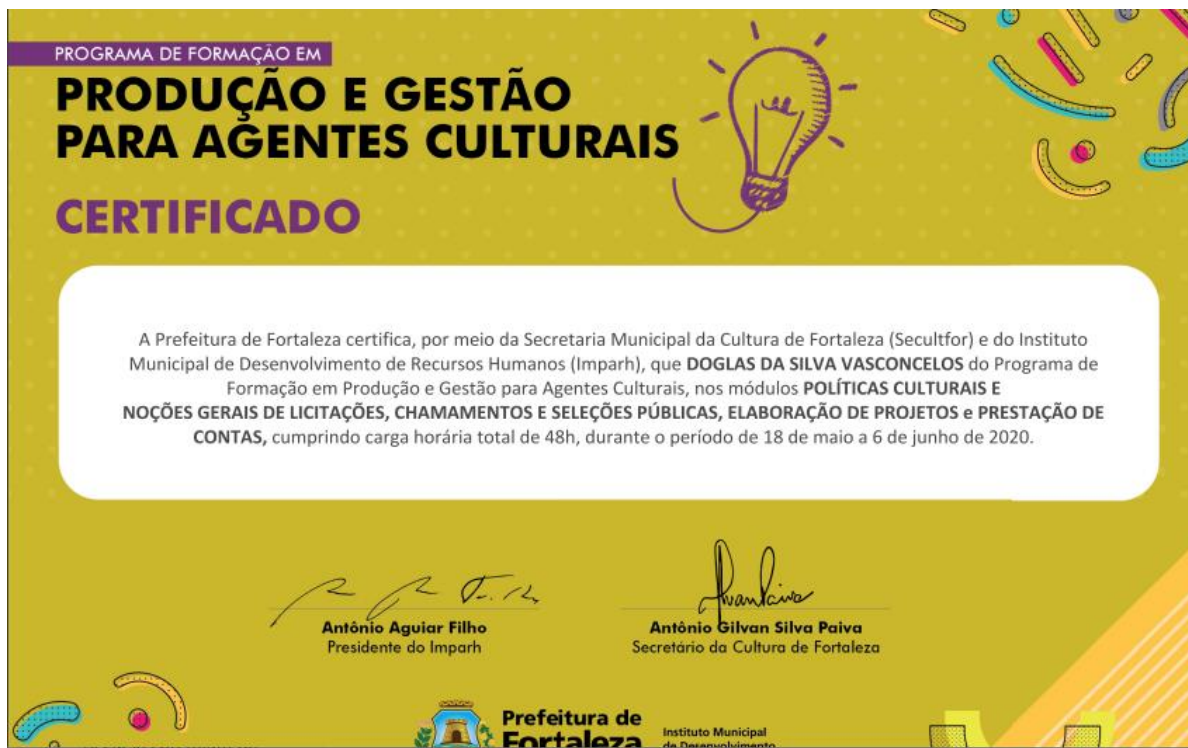 PROGRAMA DE FORMAÇÃO EM
PRODUÇÃO E GESTÃO
PARA AGENTES CULTURAIS
CERTIFICADO
A Prefeitura de Fortaleza certifica, por meio da Secretaria Municipal da Cultura de Fortaleza (Secultfor) e do Instituto
Municipal de Desenvolvimento de Recursos Humanos (Imparh), que DOGLAS DA SILVA VASCONCELOS do Programa de
Formação em Produção e Gestão para Agentes Culturais, nos módulos POLÍTICAS CULTURAIS E
NOÇÕES GERAIS DE LICITAÇÕES, CHAMAMENTOS E SELEÇÕES PÚBLICAS, ELABORAÇÃO DE PROJETOS e PRESTAÇÃO DE
CONTAS, cumprindo carga horária total de 48h, durante o período de 18 de maio a 6 de junho de 2020.
Antônio Aguiar Filho
Presidente do Imparh
Antônio Gilvan Silva Paiva
Secretário da Cultura de Fortaleza
Prefeitura de
Fortaleza
Instituto Municipal
de Desenvolvimento